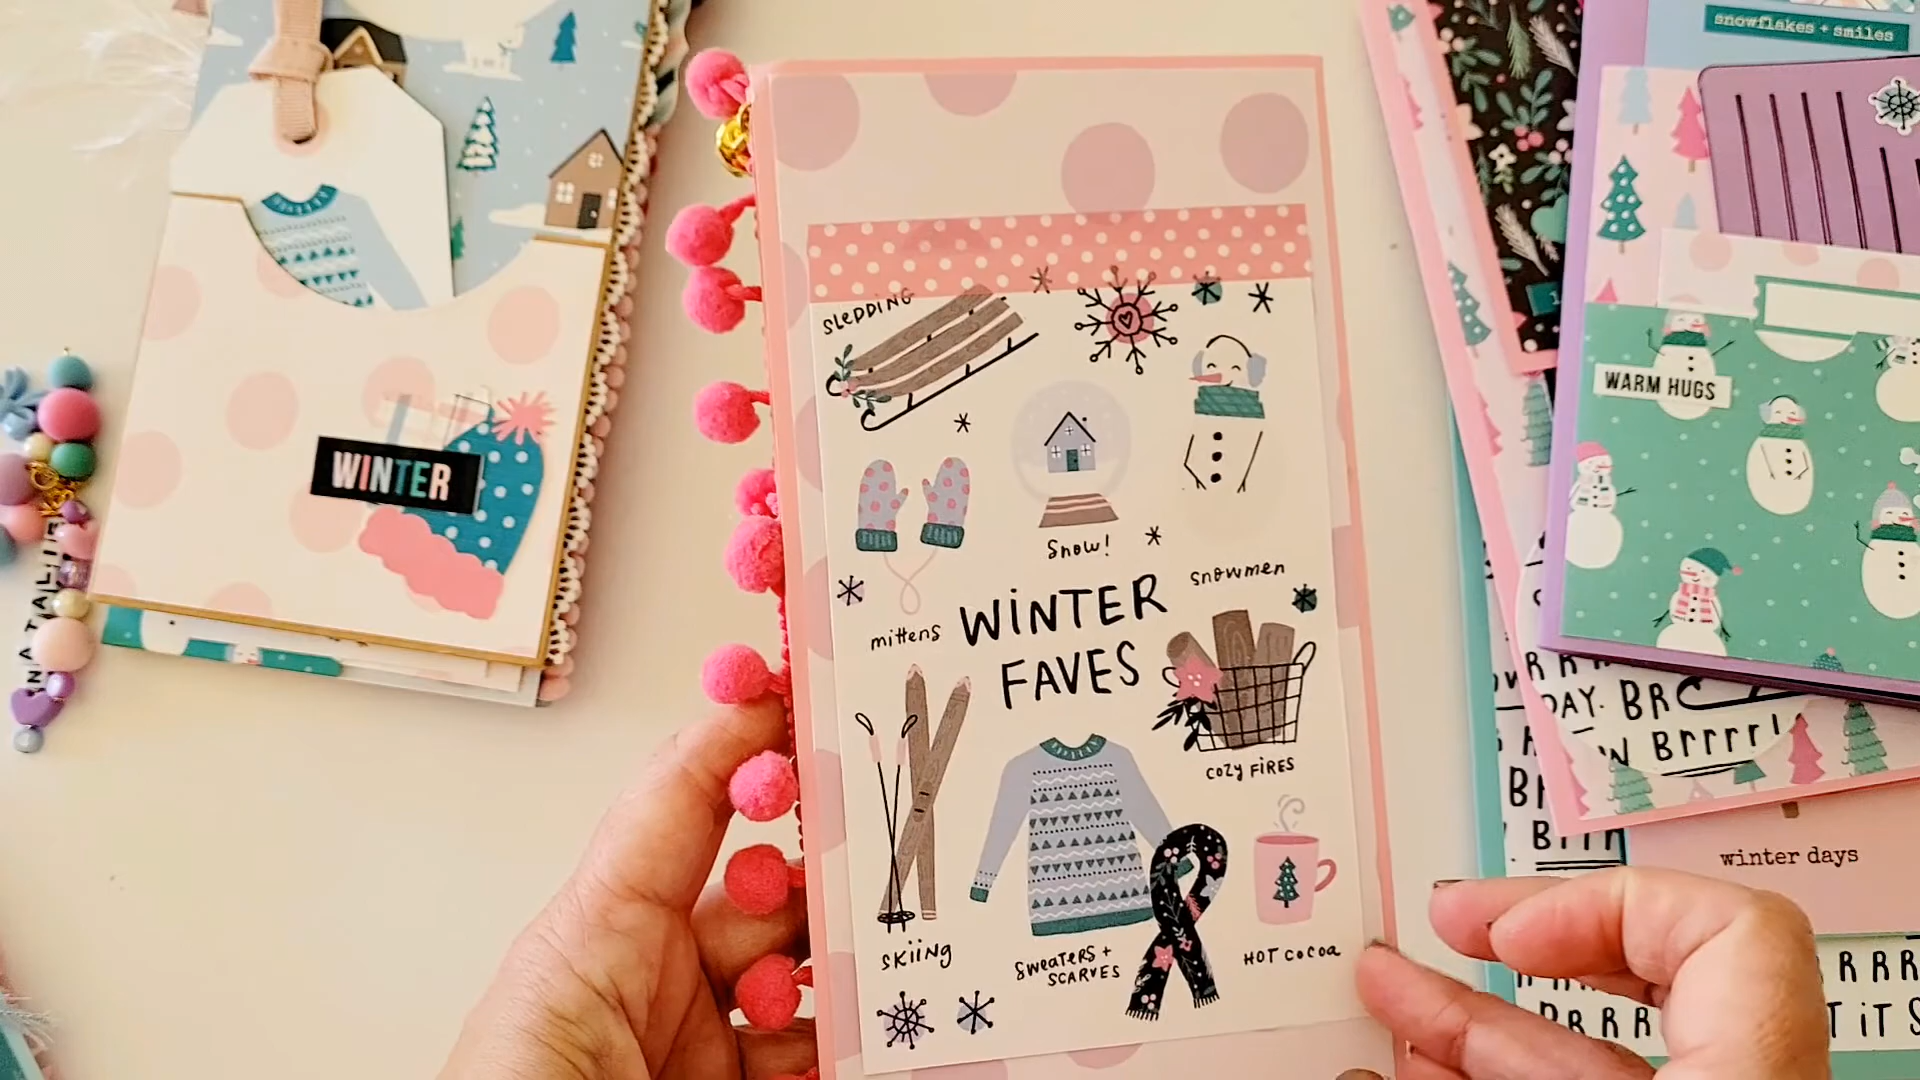 snowflakes + smiles
SLEDDING
WARM HUGS
WINTER
Snow!
snowmen
mittens
WiNTER
FAVES
COZY FiRES
DAY. BR
Brrrr!
winter days
SKiing
SweaTeRS +
SCARVES
HOT COCOA
NATALIE